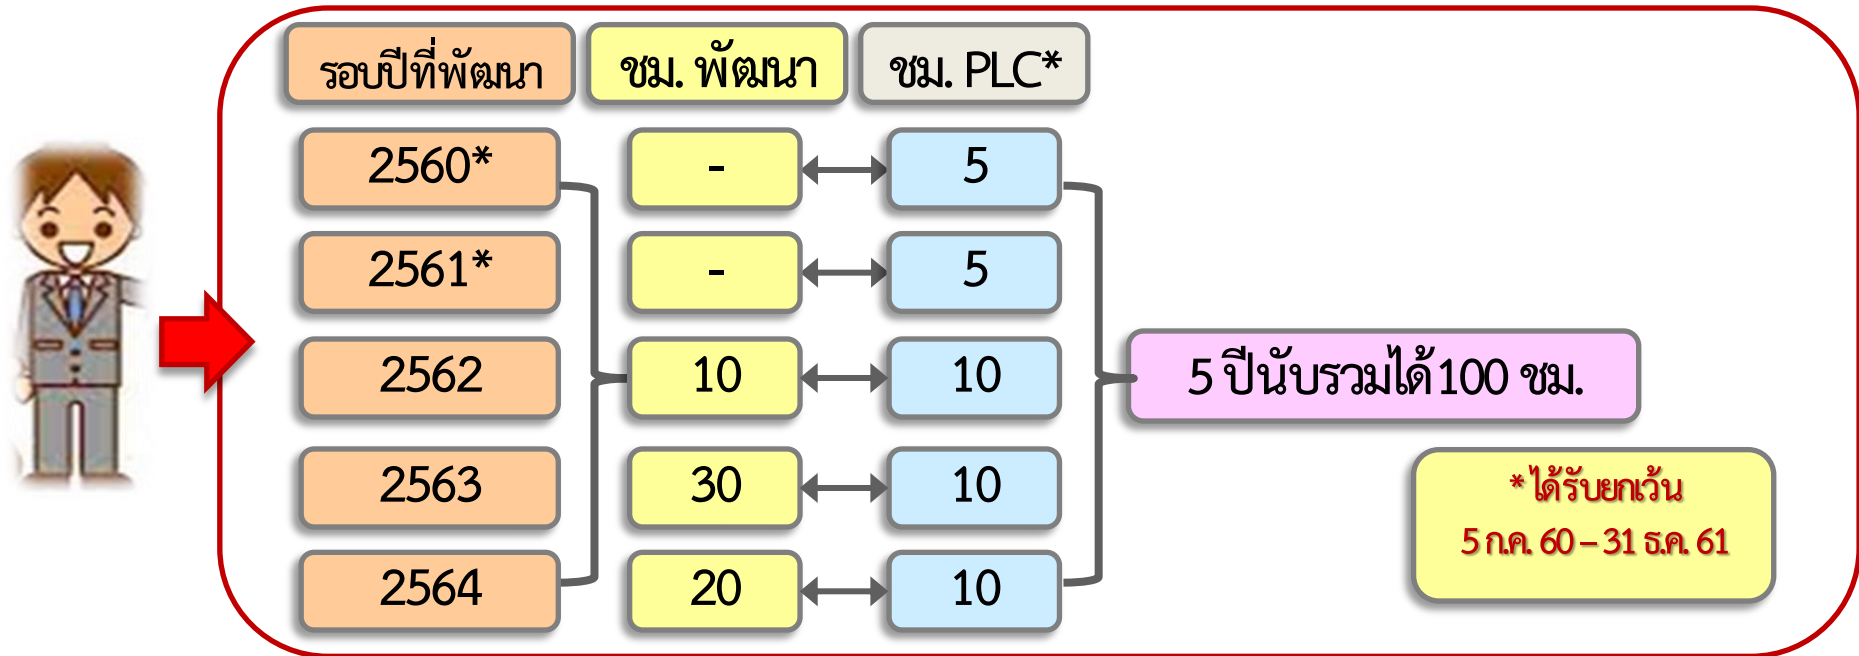 รอบปีที่พัฒนา ชม. พัฒนา ชม. PLC*
2560* - 5
2561* - 5
2562 10 10
5 ปีนับรวมได้ 100 ชม.
2563 30 10
* ได้รับยกเว้น
5 ก.ค. 60 – 31 ธ.ค. 61
2564 20 10